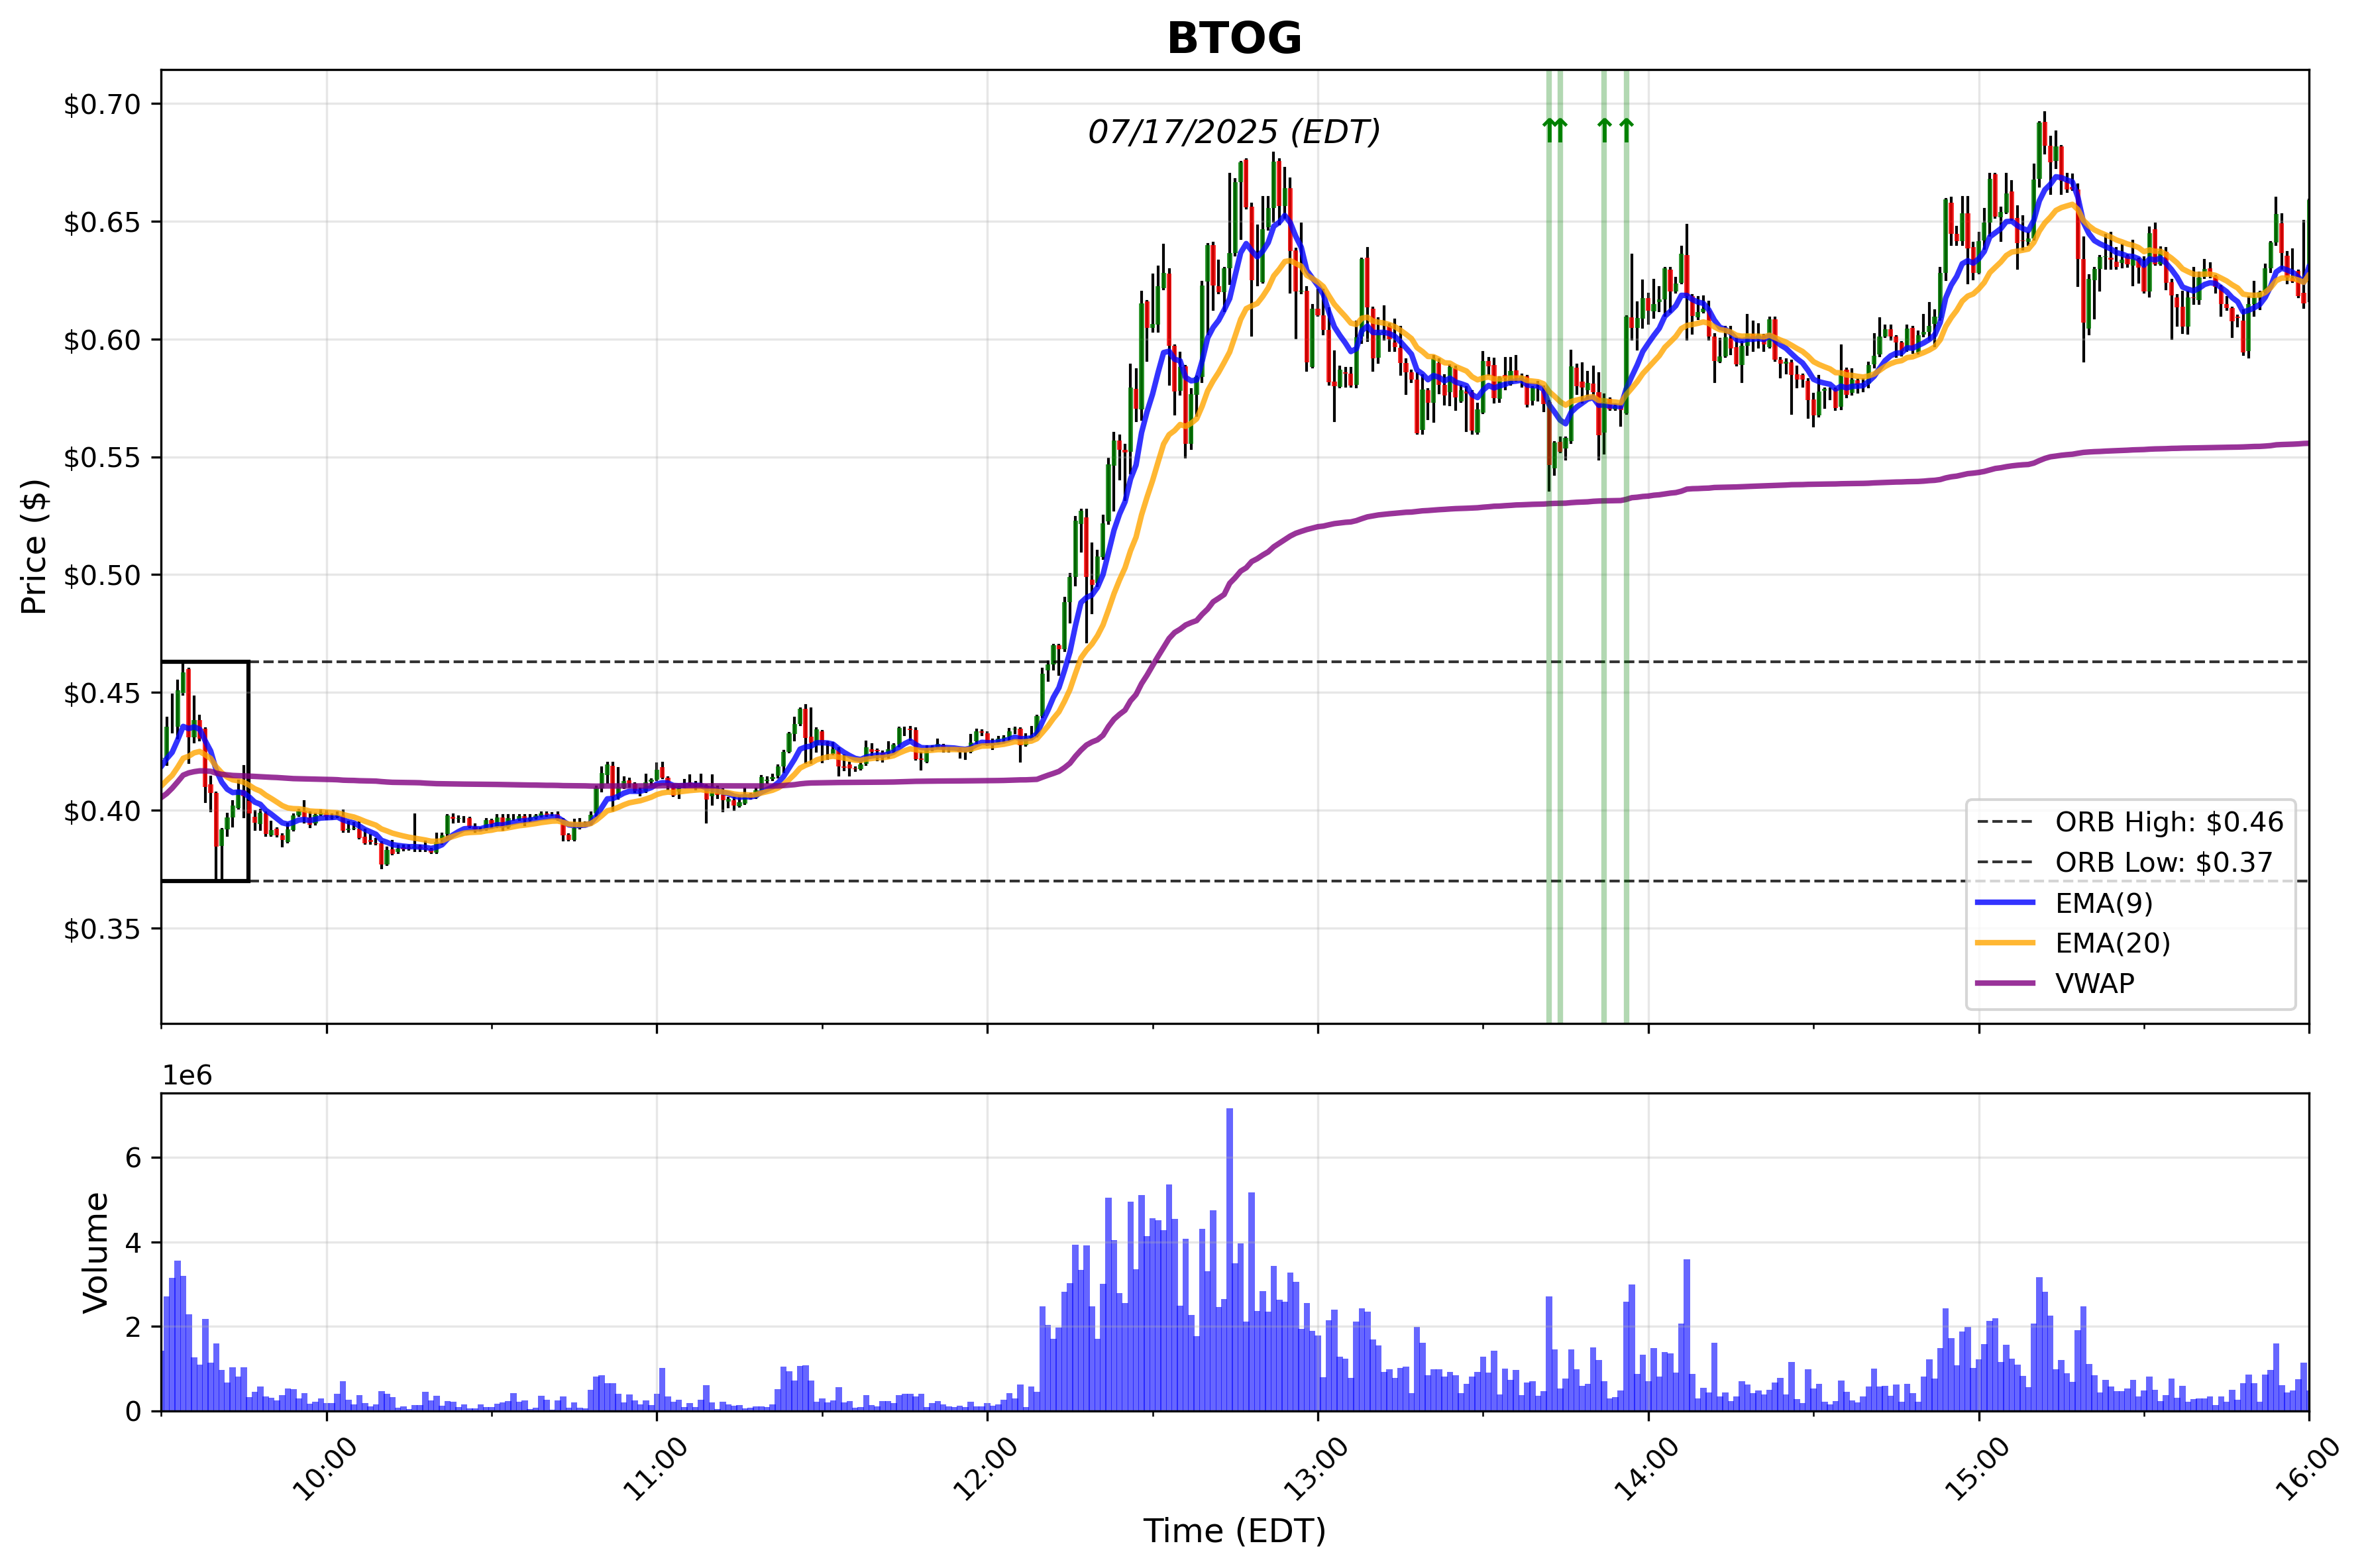 BTOG
07/17/2025 (EDT)
$0.70
$0.65
$0.60
$0.55
$0.50
$0.45
$0.40
$0.35
Price ($)
ORB High: $0.46
ORB Low: $0.37
EMA(9)
EMA(20)
VWAP
1e6
6
4
2
0
Volume
10:00
11:00
12:00
13:00
14:00
15:00
16:00
Time (EDT)